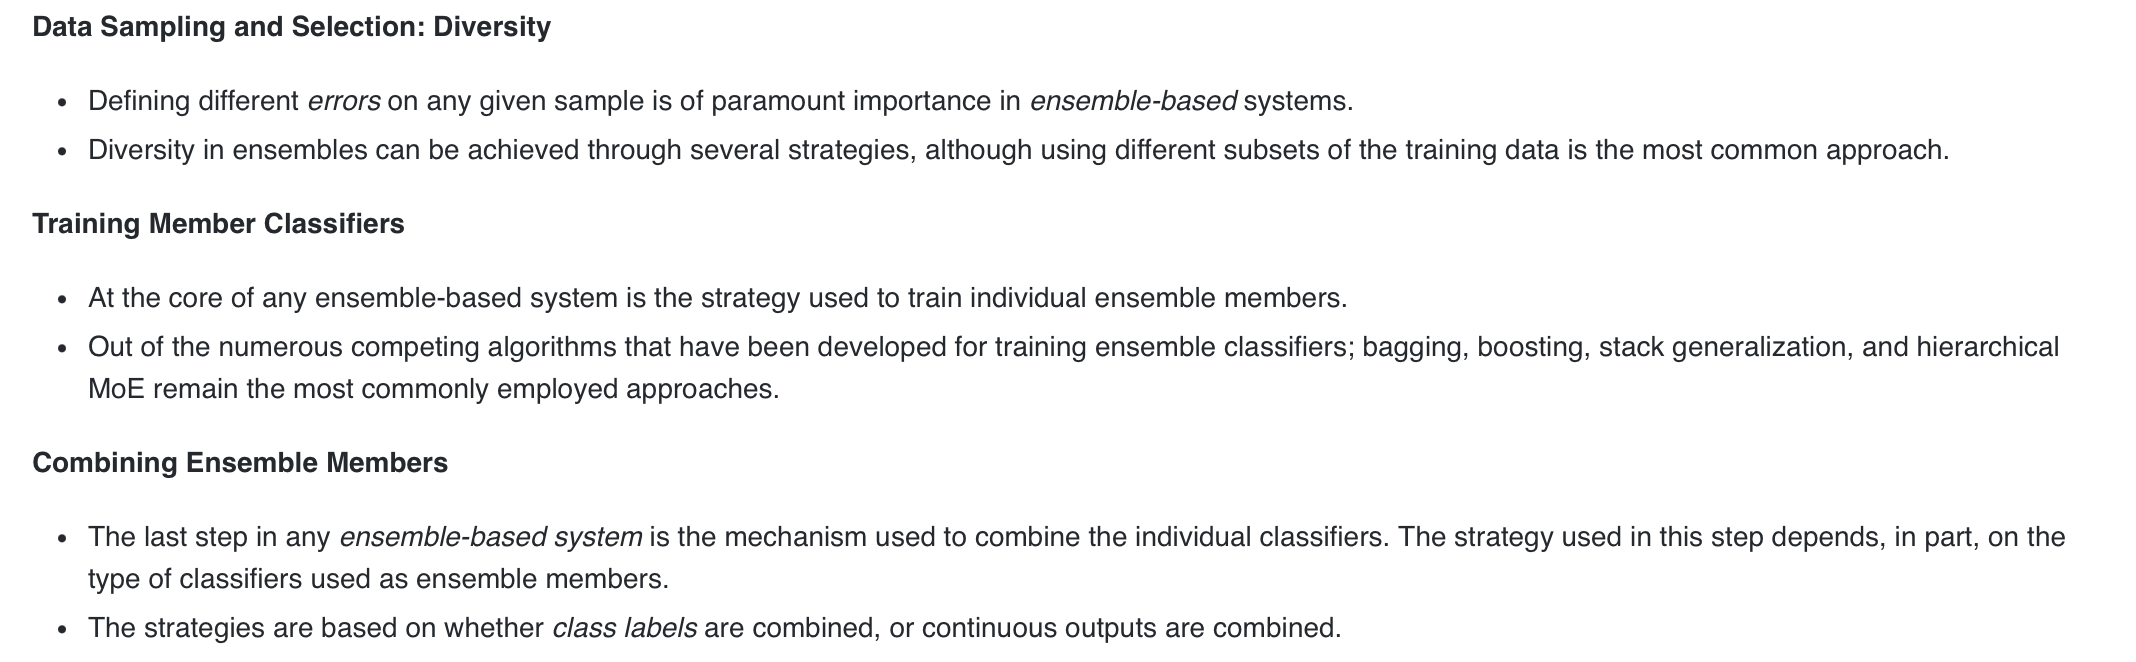 Data Sampling and Selection: Diversity
• Defining different errors on any given sample is of paramount importance in ensemble-based systems.
• Diversity in ensembles can be achieved through several strategies, although using different subsets of the training data is the most common approach.
Training Member Classifiers
• At the core of any ensemble-based system is the strategy used to train individual ensemble members.
• Out of the numerous competing algorithms that have been developed for training ensemble classifiers; bagging, boosting, stack generalization, and hierarchical
MoE remain the most commonly employed approaches.
Combining Ensemble Members
• The last step in any ensemble-based system is the mechanism used to combine the individual classifiers. The strategy used in this step depends, in part, on the
type of classifiers used as ensemble members.
• The strategies are based on whether class labels are combined, or continuous outputs are combined.